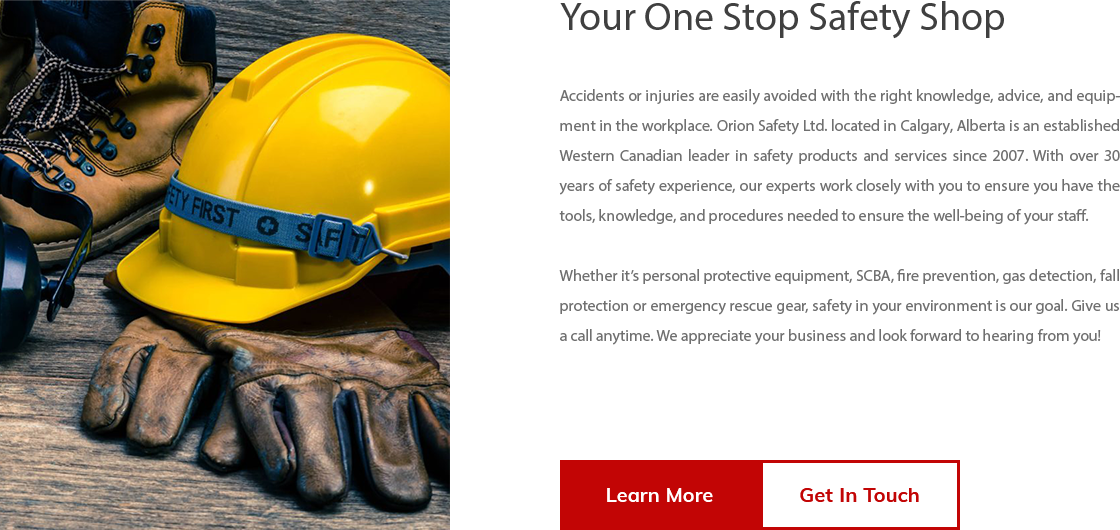 Your One Stop Safety Shop
Accidents or injuries are easily avoided with the right knowledge, advice, and equip-
ment in the workplace. Orion Safety Ltd. located in Calgary, Alberta is an established
Western Canadian leader in safety products and services since 2007. With over 30
years of safety experience, our experts work closely with you to ensure you have the
tools, knowledge, and procedures needed to ensure the well-being of your staff.
Whether it’s personal protective equipment, SCBA, fire prevention, gas detection, fall
protection or emergency rescue gear, safety in your environment is our goal. Give us
a call anytime. We appreciate your business and look forward to hearing from you!
Learn More
Get In Touch
FETY FIRST SAFT